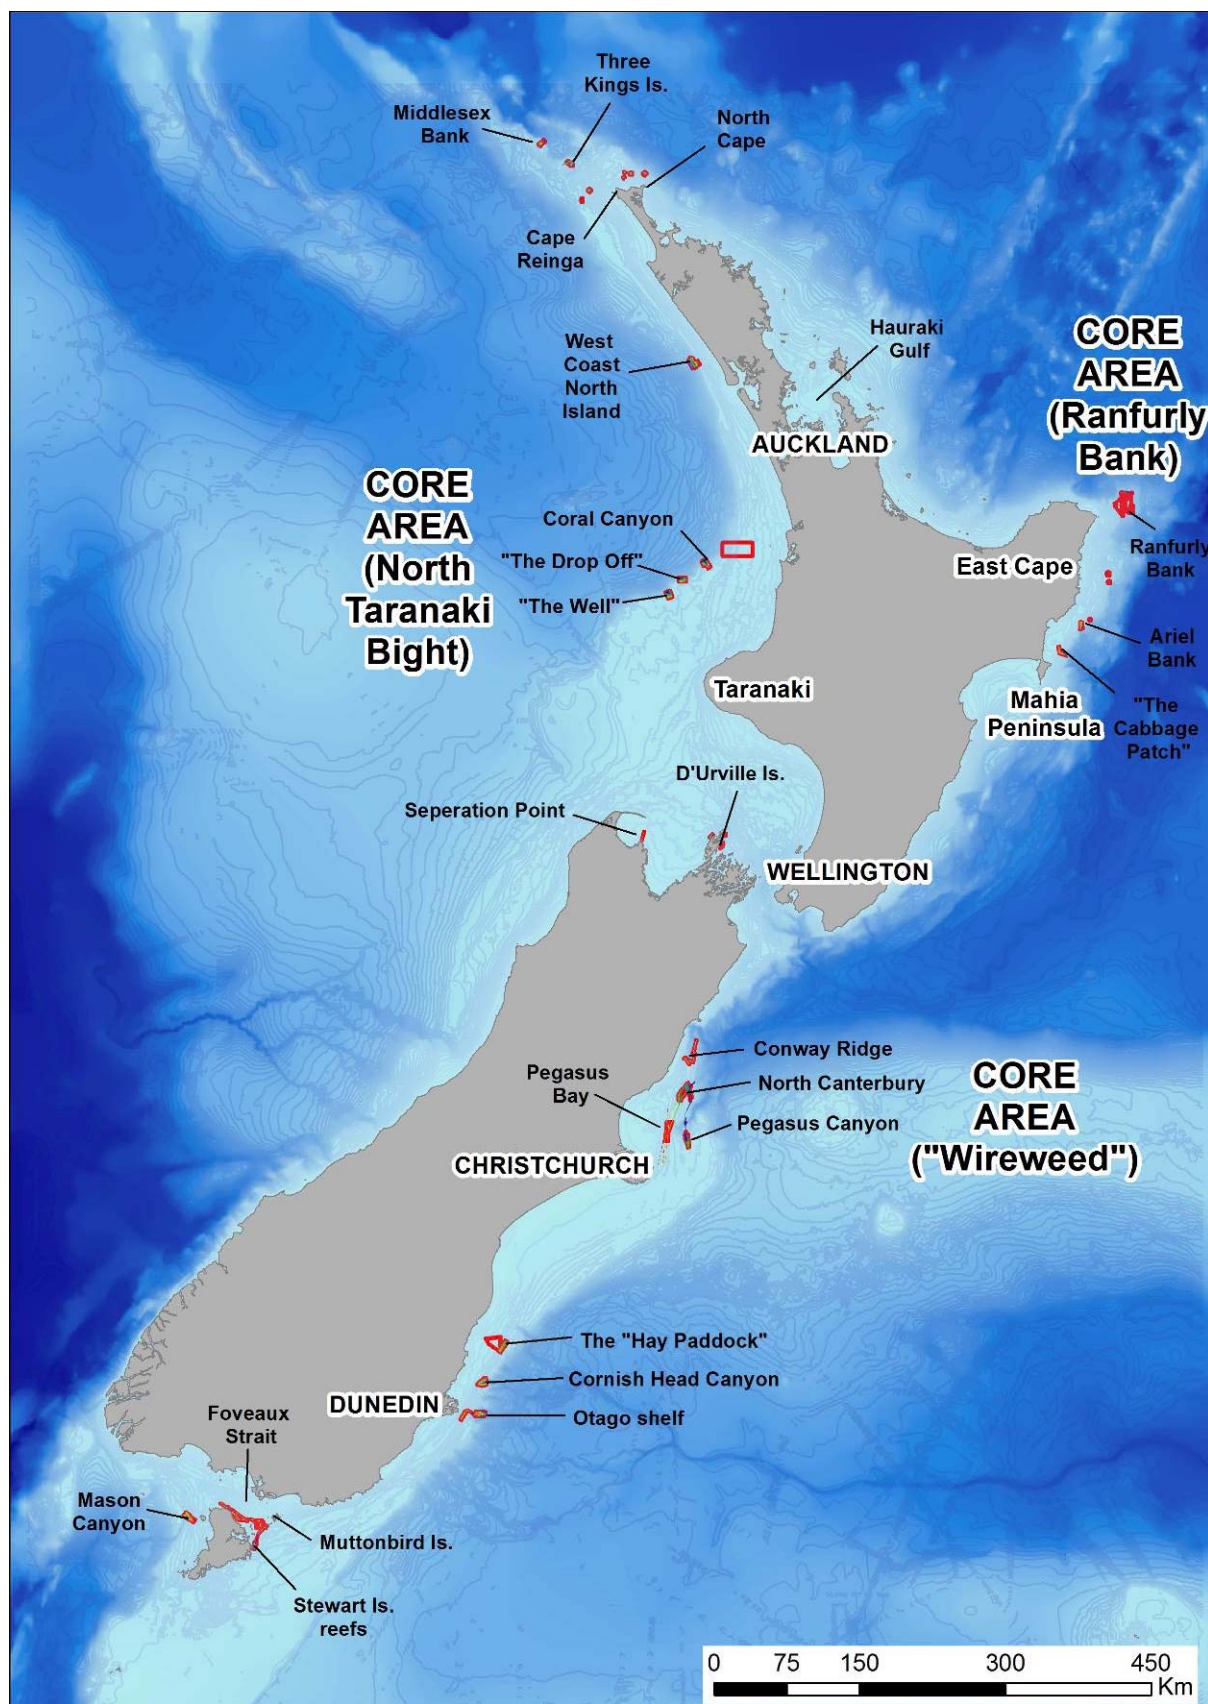 Three
Kings Is.
Middlesex
Bank
North
Cape
Cape
Reinga
West
Coast
North
Island
Hauraki
Gulf
CORE
AREA
(Ranfurly
Bank)
AUCKLAND
CORE
AREA
(North
Taranaki
Bight)
Coral Canyon
"The Drop Off"
"The Well"
East Cape
Ranfurly
Bank
Ariel
Bank
Taranaki
Mahia
Peninsula
"The
Cabbage
Patch"
D'Urville Is.
Seperation Point
WELLINGTON
Conway Ridge
North Canterbury
Pegasus
Bay
Pegasus Canyon
CORE
AREA
("Wireweed")
CHRISTCHURCH
The "Hay Paddock"
Cornish Head Canyon
DUNEDIN
Otago shelf
Foveaux
Strait
Mason
Canyon
Muttonbird Is.
Stewart Is.
reefs
0 75 150 300 450
Km